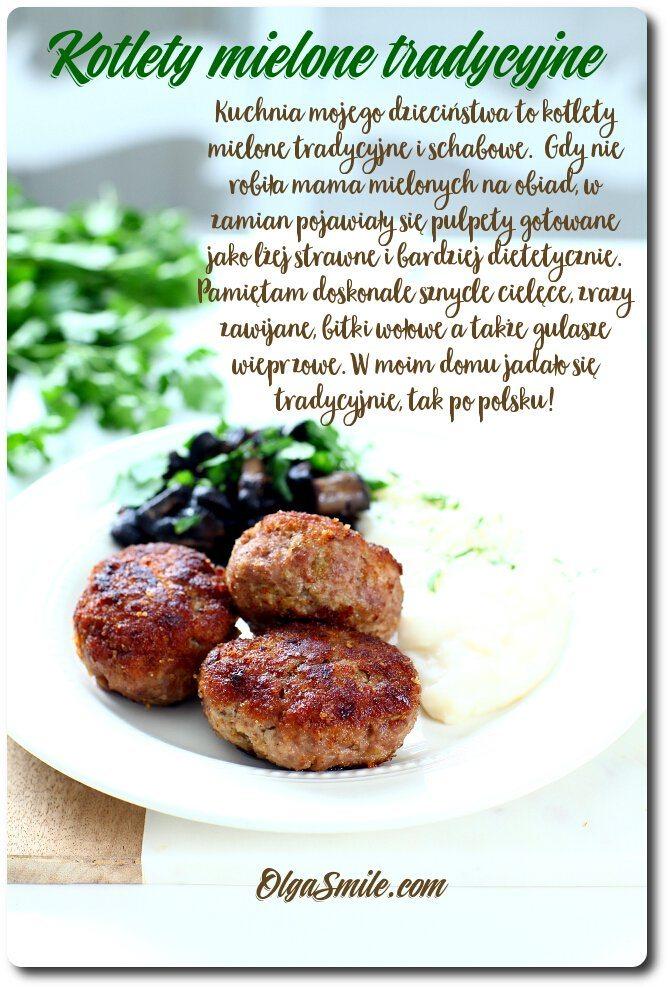 Kotlety mielone tradycyjne
Kuchnia mojego dzieciństwa to kotlety
mielone tradycyjne i schabowe. Gdy nie
robiła mama mielonych na obiad, w
zamian pojawiały się pulpety gotowane
jako lżej strawne i bardziej dietetycznie.
Pamiętam doskonale sznycle cielęce, zrazy
zawijane, bitki wołowe a także gulasze
wieprzowe. W moim domu jadało się
tradycyjnie, tak po polsku!
OlgaSmile.com